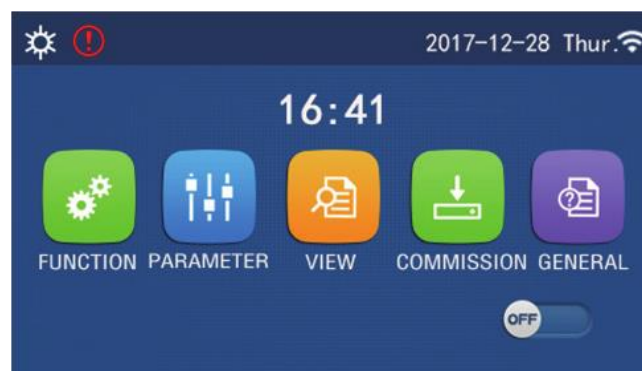 2017-12-28 Thur.
16:41
FUNCTION PARAMETER VIEW COMMISSION GENERAL
OFF